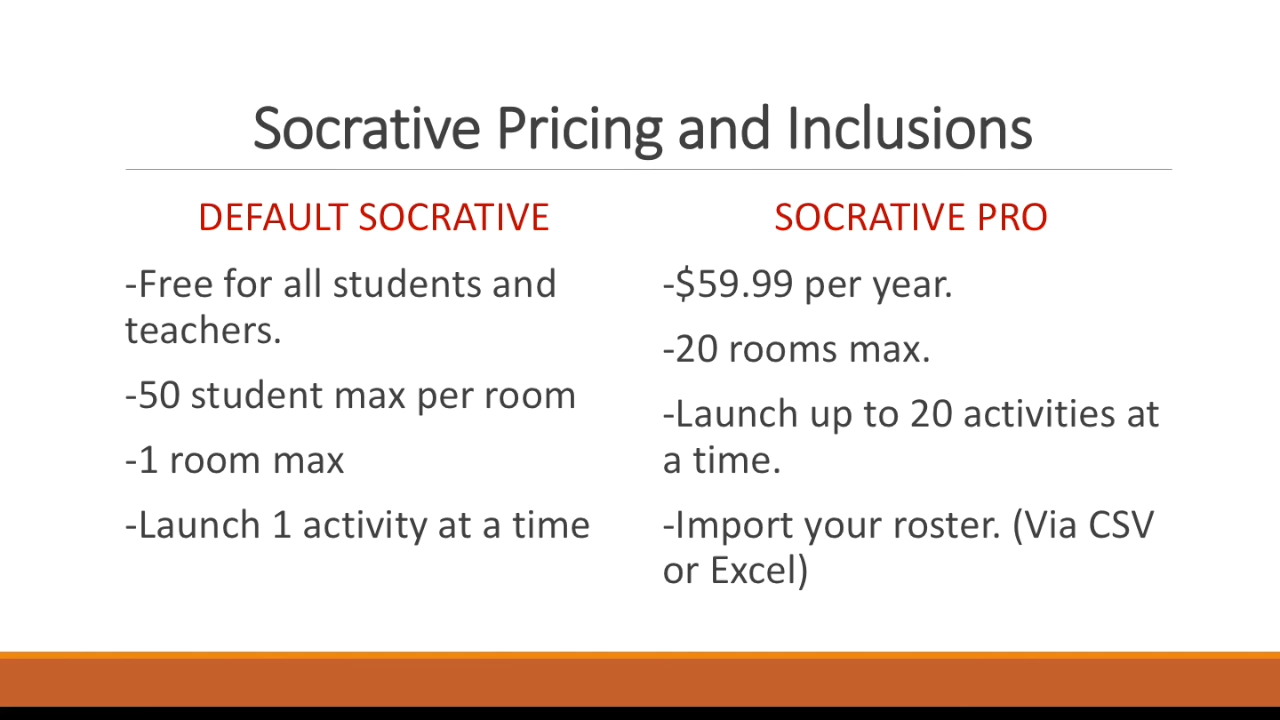 Socrative Pricing and Inclusions
DEFAULT SOCRATIVE
-Free for all students and
teachers.
-50 student max per room
-1 room max
-Launch 1 activity at a time
SOCRATIVE PRO
-$59.99 per year.
-20 rooms max.
-Launch up to 20 activities at
a time.
-Import your roster. (Via CSV
or Excel)